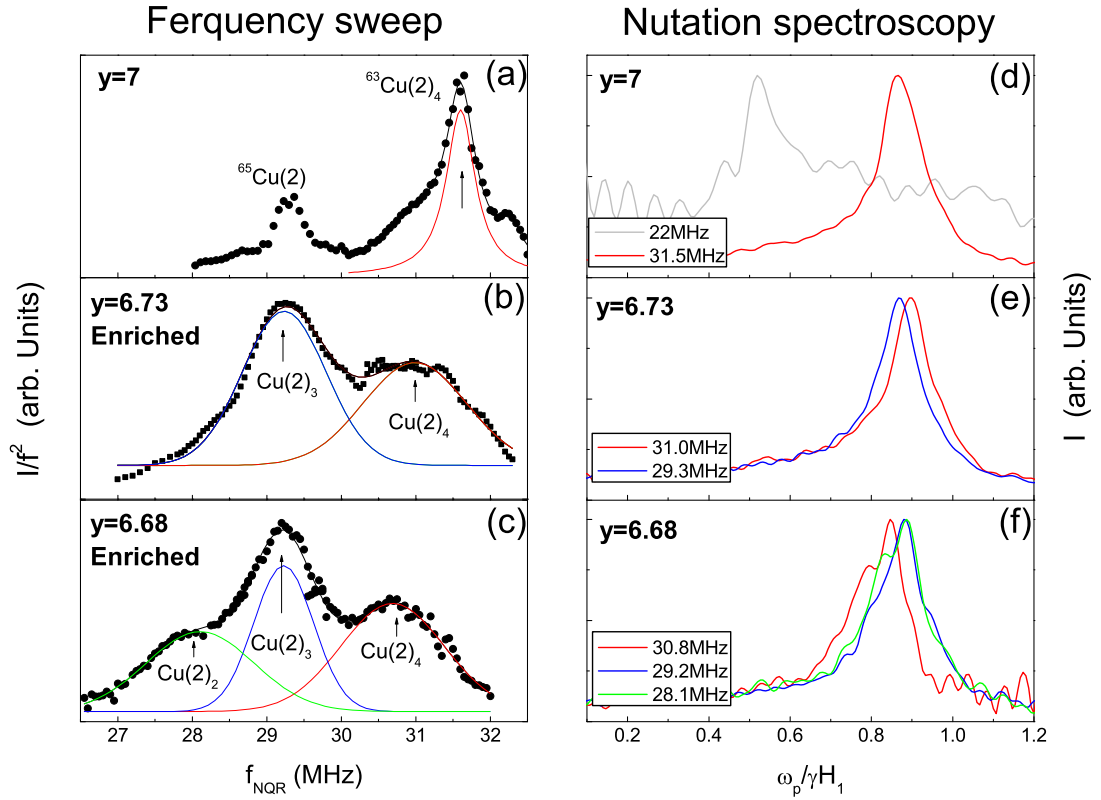 Ferquency sweep
Nutation spectroscopy
y=7
(a)
⁶³Cu(2)₄
⁶⁵Cu(2)
y=7
(d)
22MHz
31.5MHz
y=6.73
Enriched
(b)
Cu(2)₃
Cu(2)₄
y=6.73
(e)
31.0MHz
29.3MHz
y=6.68
Enriched
(c)
Cu(2)₂
Cu(2)₃
Cu(2)₄
y=6.68
(f)
30.8MHz
29.2MHz
28.1MHz
I/f² (arb. Units)
I (arb. Units)
27 28 29 30 31 32
0.2 0.4 0.6 0.8 1.0 1.2
f_NQR (MHz)
ω_p/γH₁